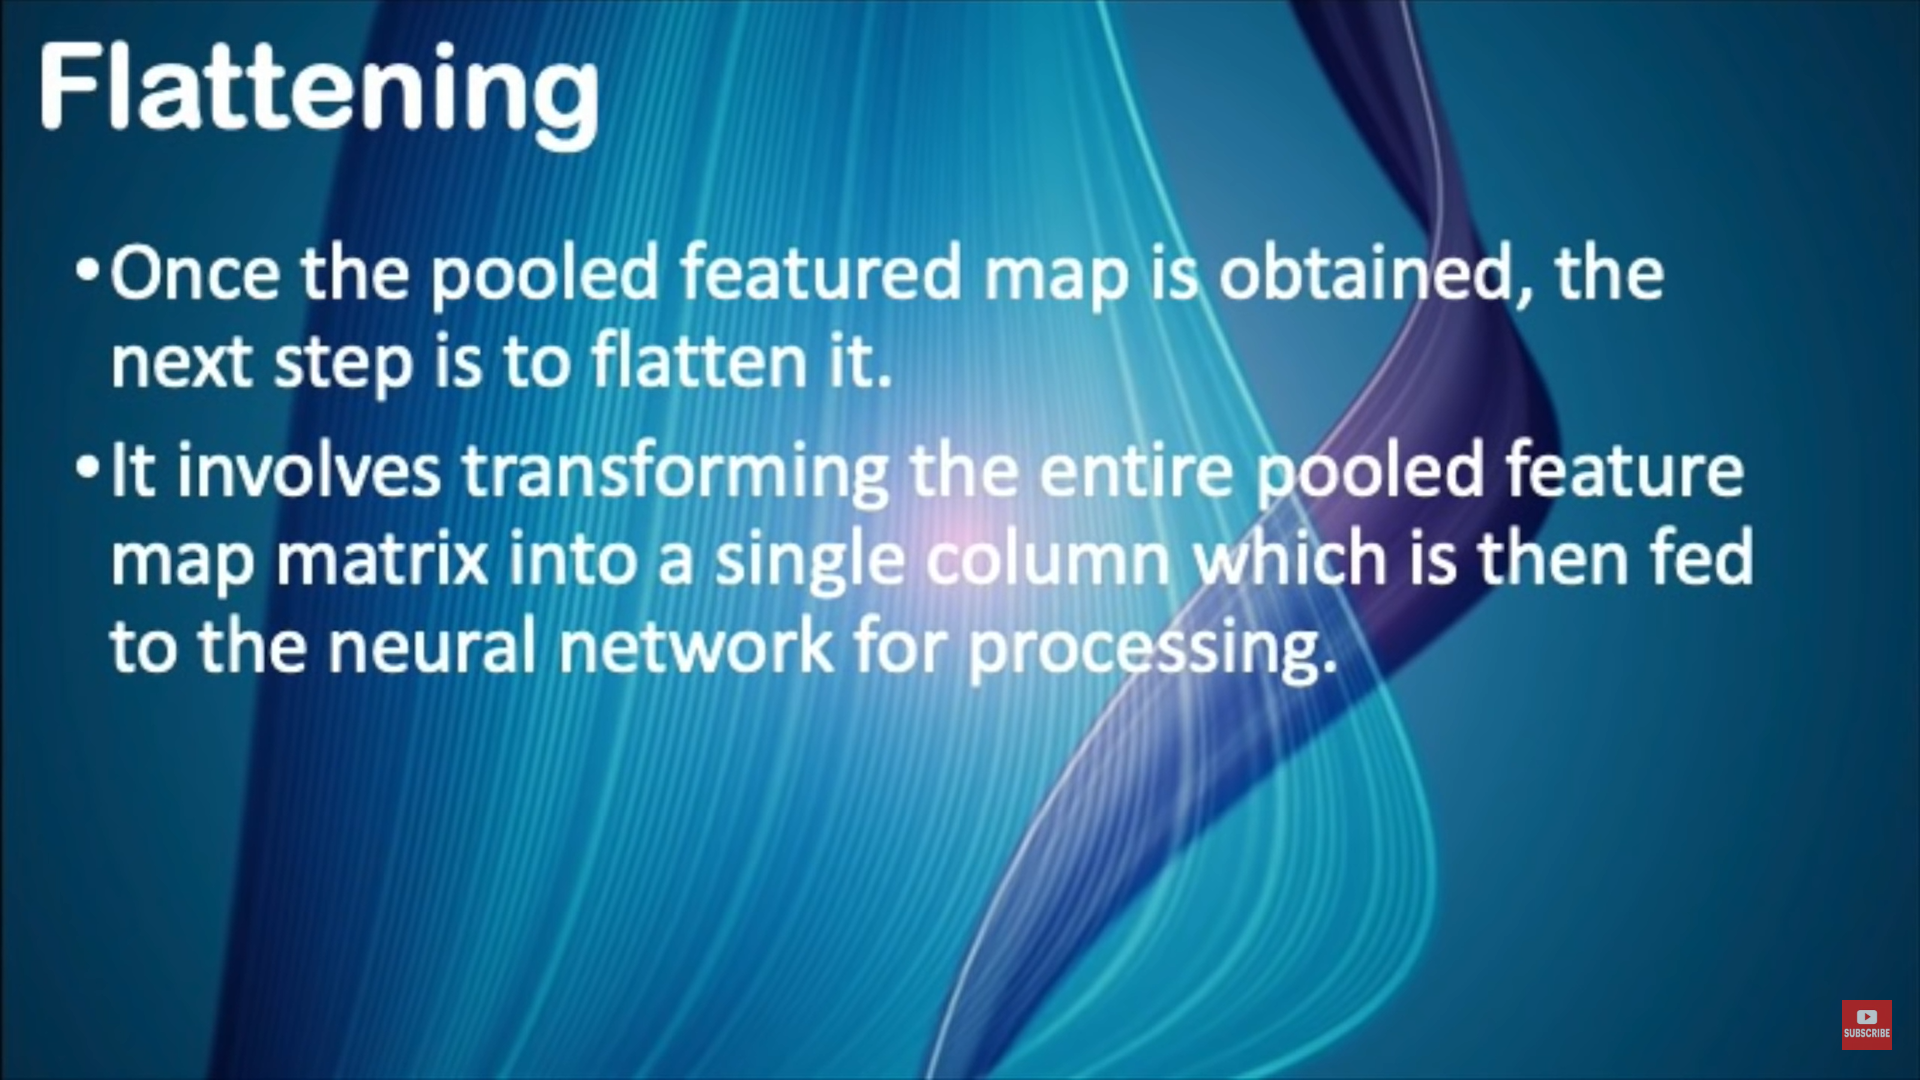 Flattening
•Once the pooled featured map is obtained, the
next step is to flatten it.
•It involves transforming the entire pooled feature
map matrix into a single column which is then fed
to the neural network for processing.
SUBSCRIBE